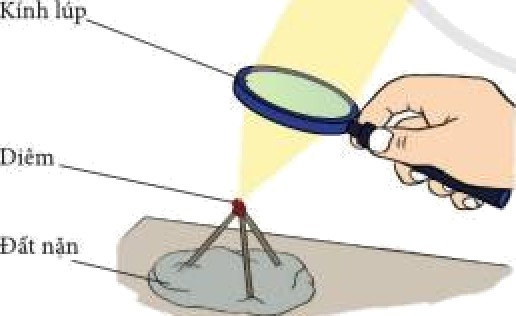 Kính lúp
Diêm
Đất nặn